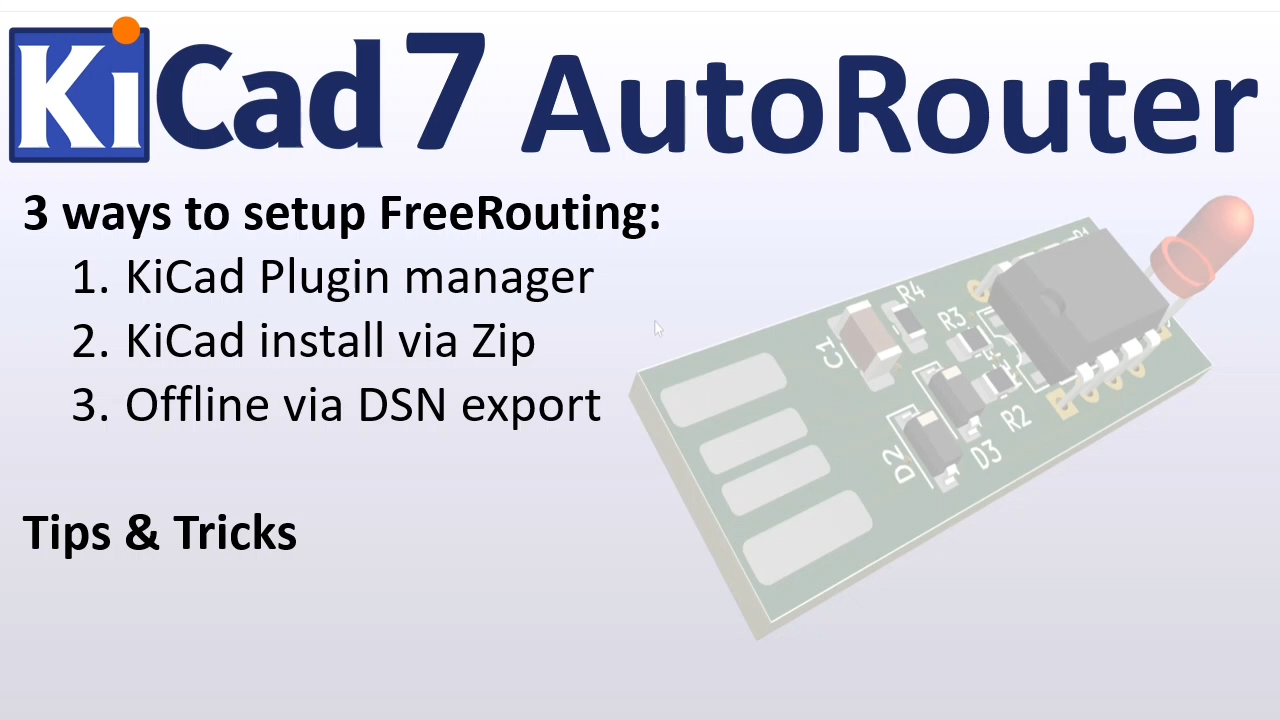 KiCad 7 AutoRouter
3 ways to setup FreeRouting:
1. KiCad Plugin manager
2. KiCad install via Zip
3. Offline via DSN export
Tips & Tricks
C1
R4
R3
R2
D3
D2